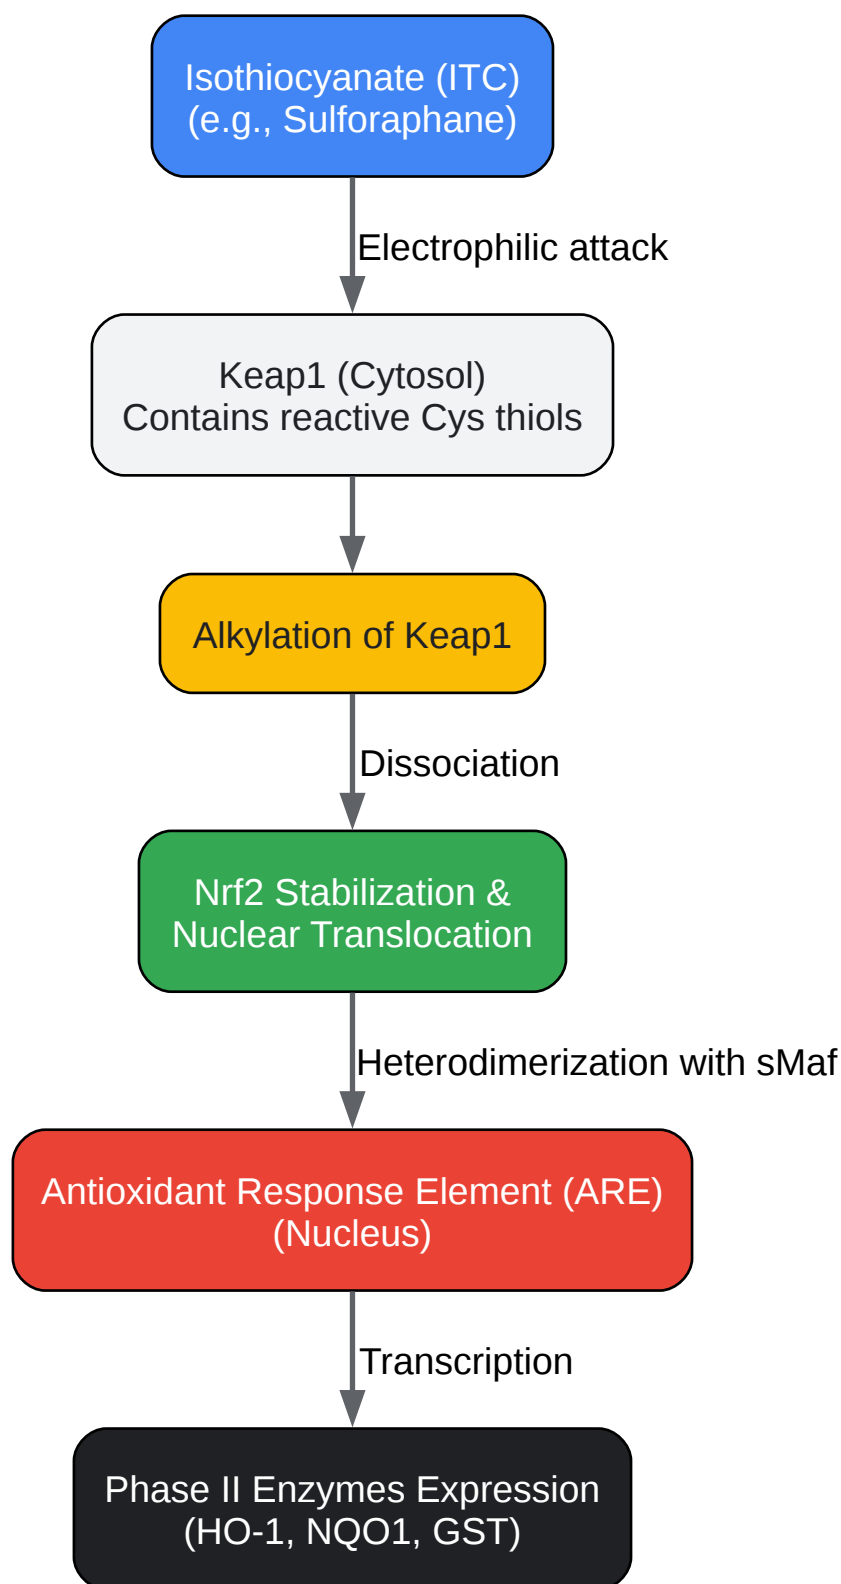 Isothiocyanate (ITC)
(e.g., Sulforaphane)
Electrophilic attack
Keap1 (Cytosol)
Contains reactive Cys thiols
Alkylation of Keap1
Dissociation
Nrf2 Stabilization &
Nuclear Translocation
Heterodimerization with sMaf
Antioxidant Response Element (ARE)
(Nucleus)
Transcription
Phase II Enzymes Expression
(HO-1, NQO1, GST)